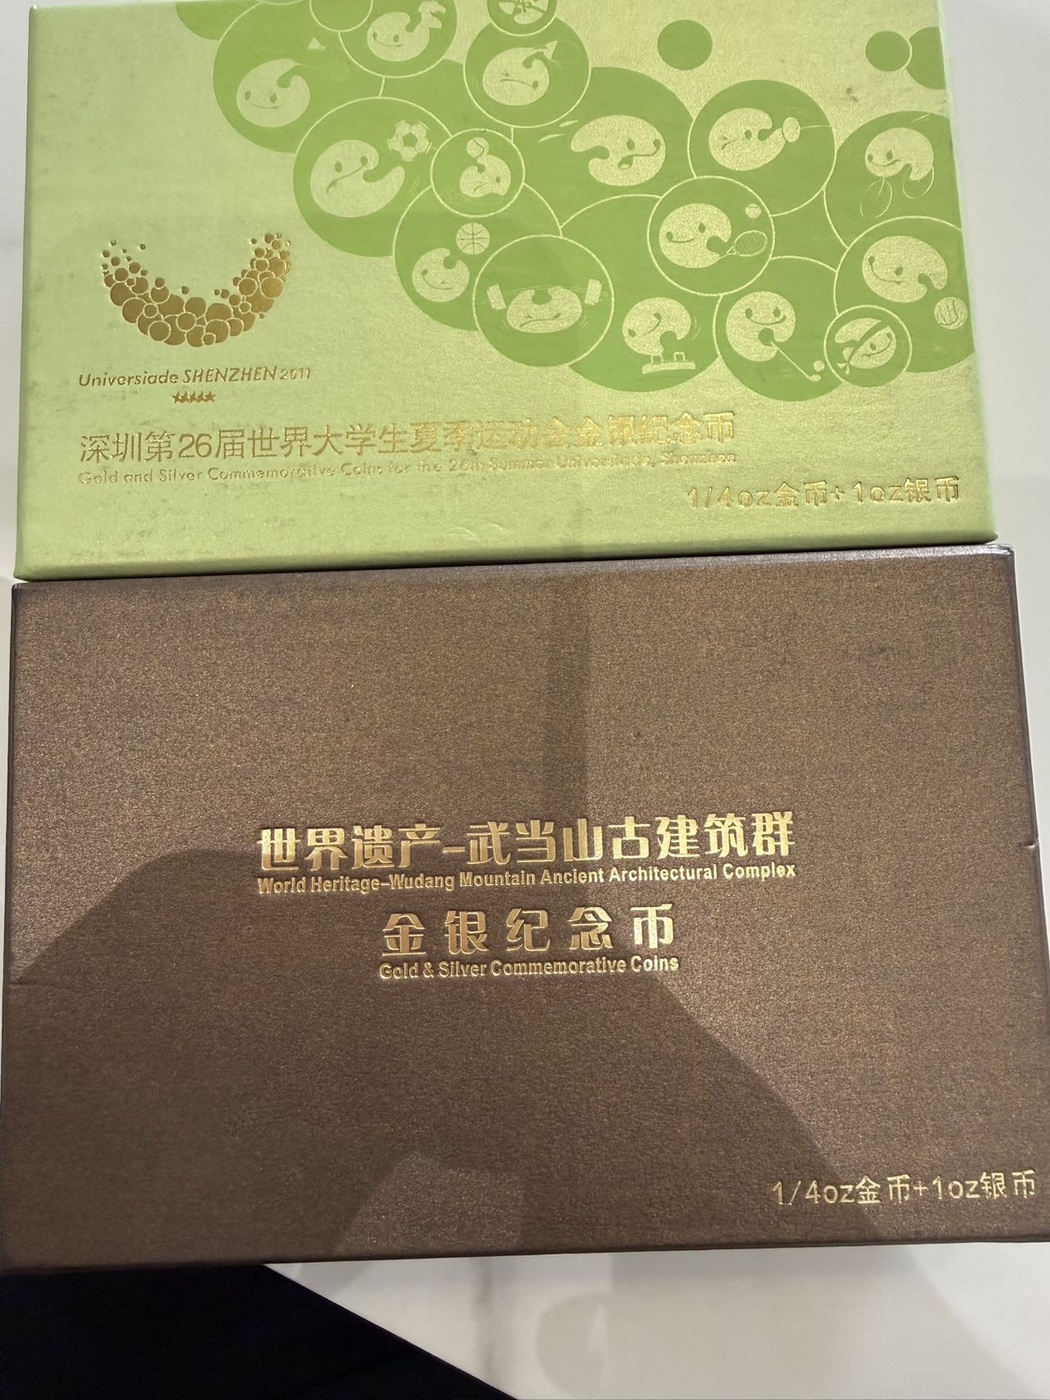 Universiade SHENZHEN 2011
深圳第26届世界大学生夏季运动会金银纪念币
Gold and Silver Commemorative Coins for the 26th Summer Universiade, Shenzhen
1/4oz金币+1oz银币
世界遗产-武当山古建筑群
World Heritage-Wudang Mountain Ancient Architectural Complex
金银纪念币
Gold & Silver Commemorative Coins
1/4oz金币+1oz银币